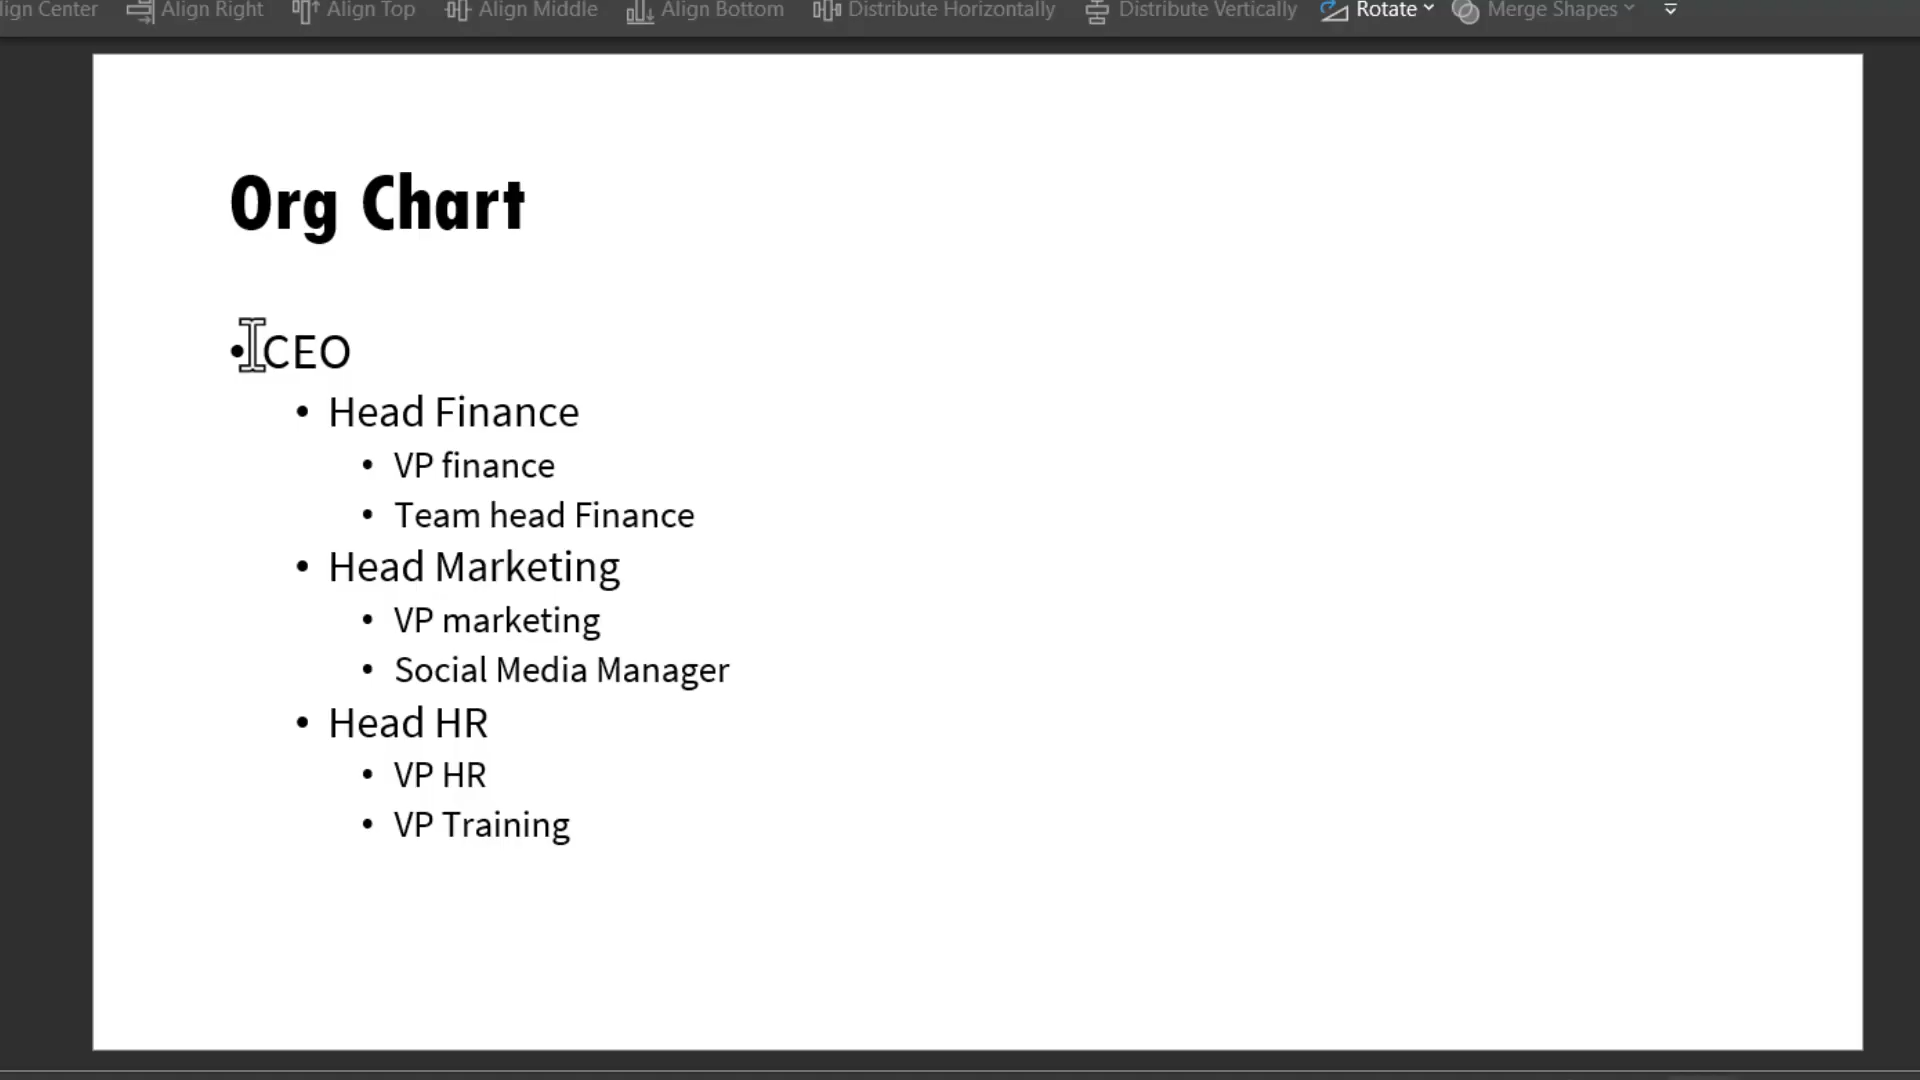 lign Center Align Right Align Top Align Middle Align Bottom Distribute Horizontally Distribute Vertically Rotate Merge Shapes
Org Chart
• CEO
• Head Finance
• VP finance
• Team head Finance
• Head Marketing
• VP marketing
• Social Media Manager
• Head HR
• VP HR
• VP Training